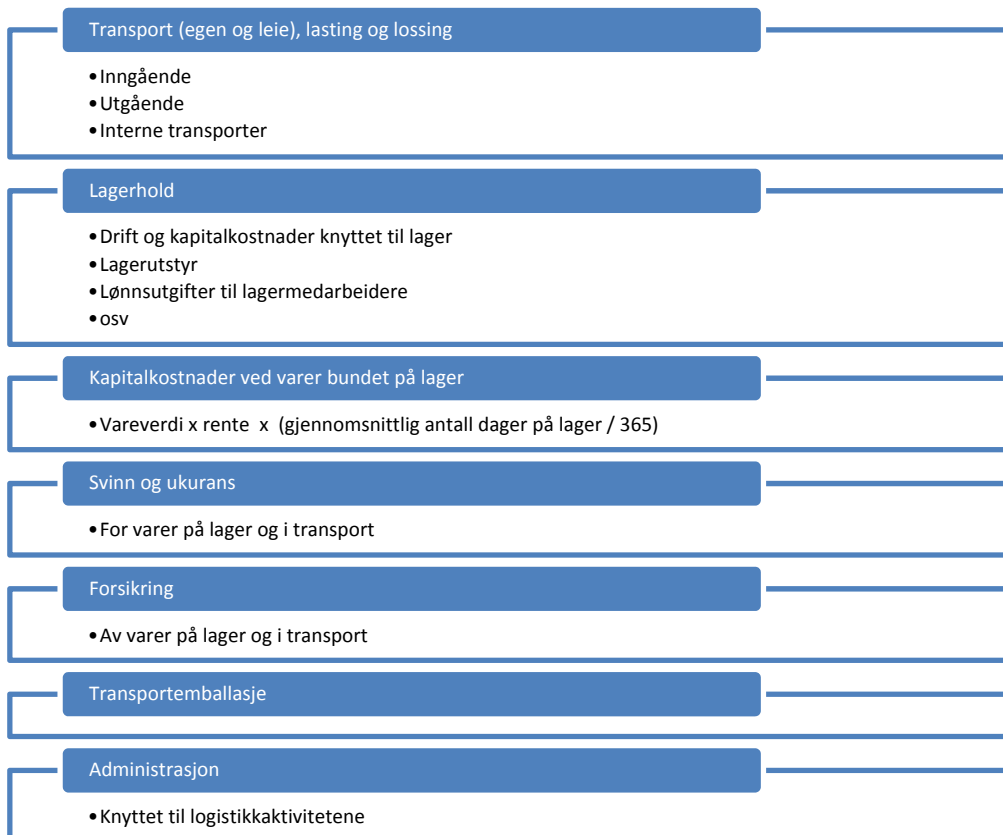 Transport (egen og leie), lasting og lossing
•Inngående
•Utgående
•Interne transporter
Lagerhold
•Drift og kapitalkostnader knyttet til lager
•Lagerutstyr
•Lønnsutgifter til lagermedarbeidere
•osv
Kapitalkostnader ved varer bundet på lager
•Vareverdi x rente x (gjennomsnittlig antall dager på lager / 365)
Svinn og ukurans
•For varer på lager og i transport
Forsikring
•Av varer på lager og i transport
Transportemballasje
Administrasjon
•Knyttet til logistikkaktivitetene